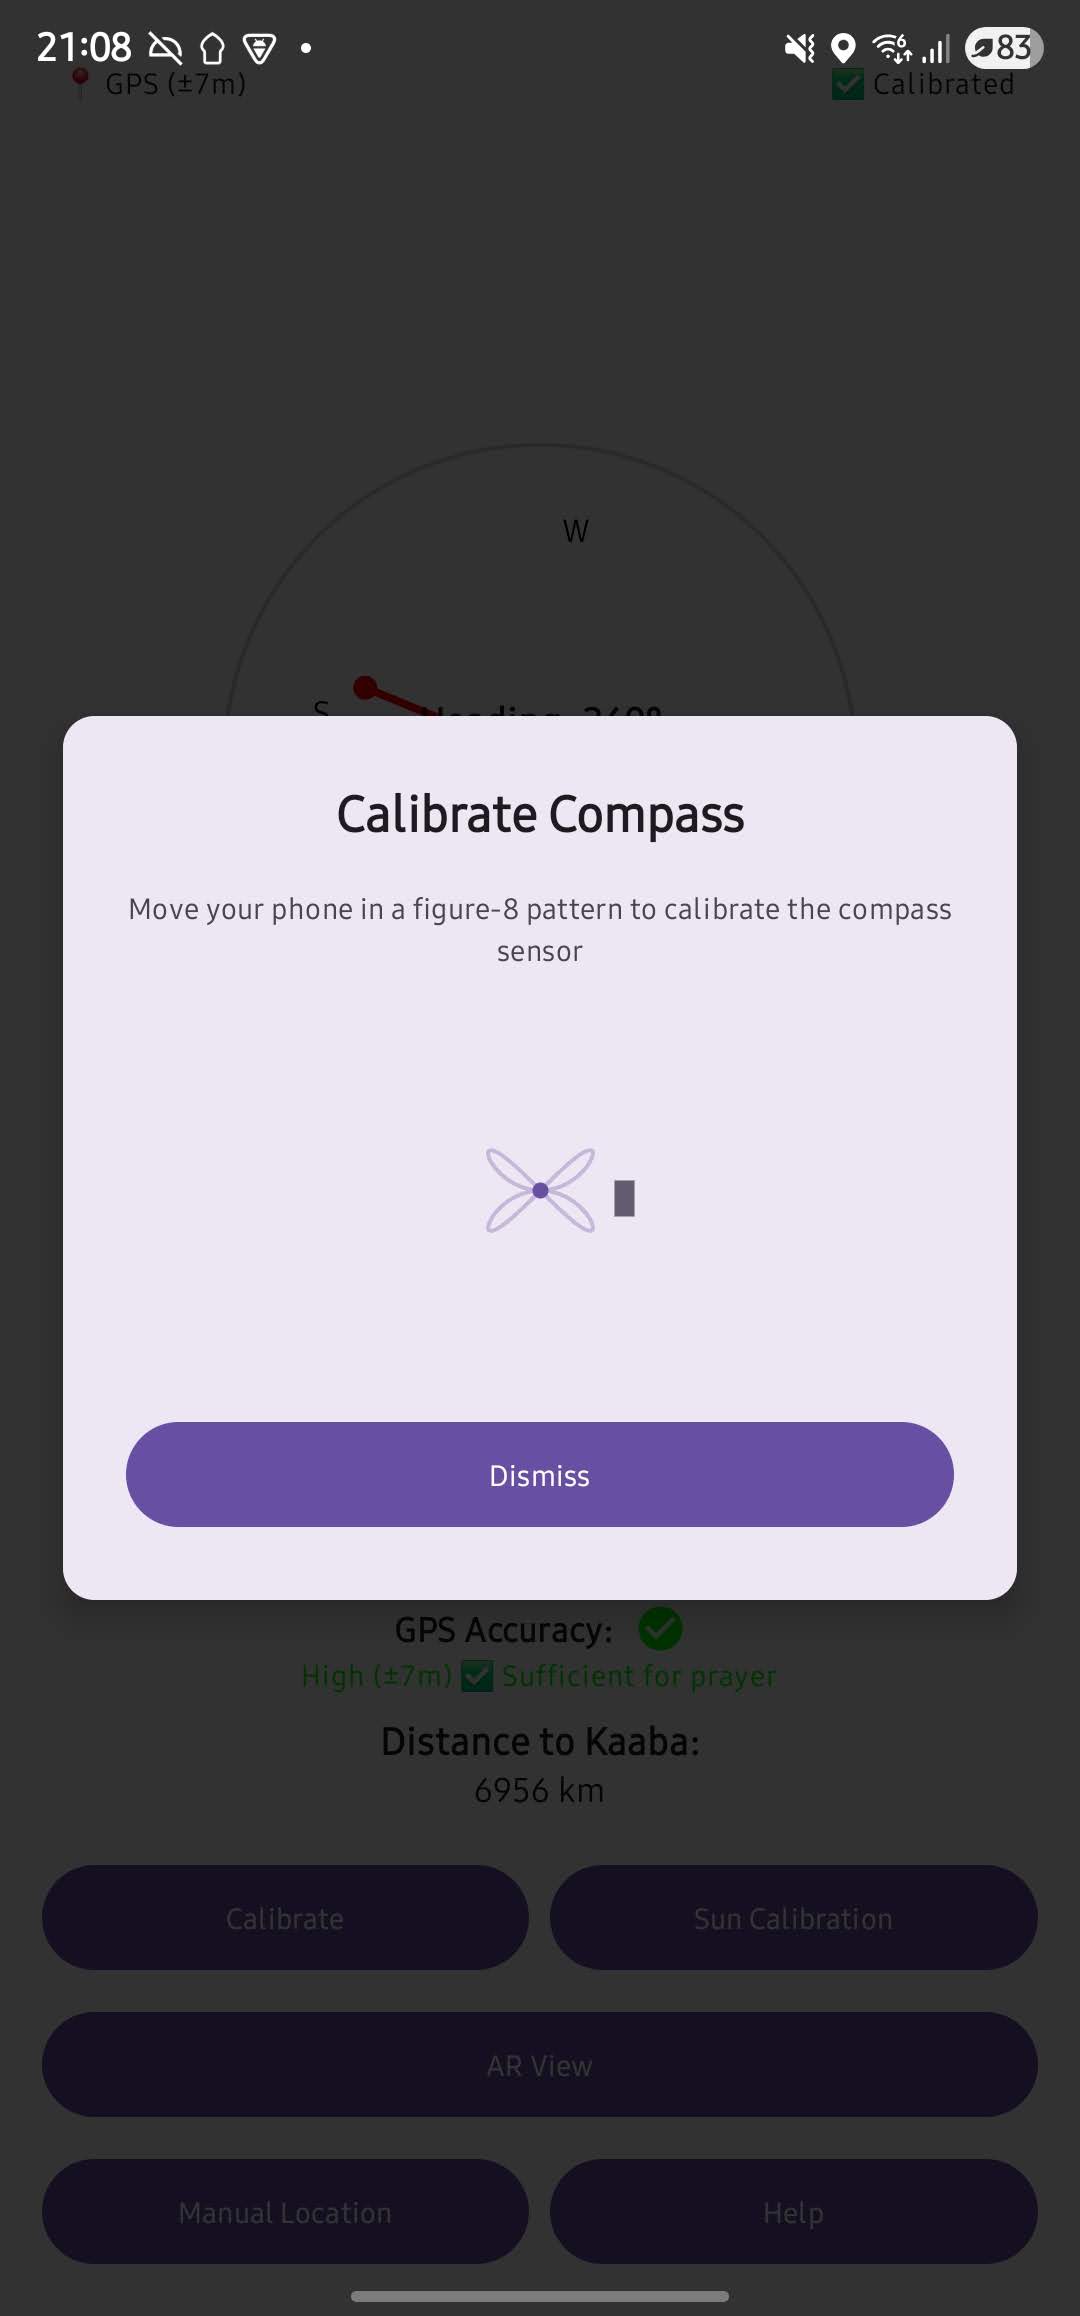 21:08
6
83
📍 GPS (±7m)
✅ Calibrated
W
S
Calibrate Compass
Move your phone in a figure-8 pattern to calibrate the compass
sensor
Dismiss
GPS Accuracy: ✅
High (±7m) ✅ Sufficient for prayer
Distance to Kaaba:
6956 km
Calibrate
Sun Calibration
AR View
Manual Location
Help